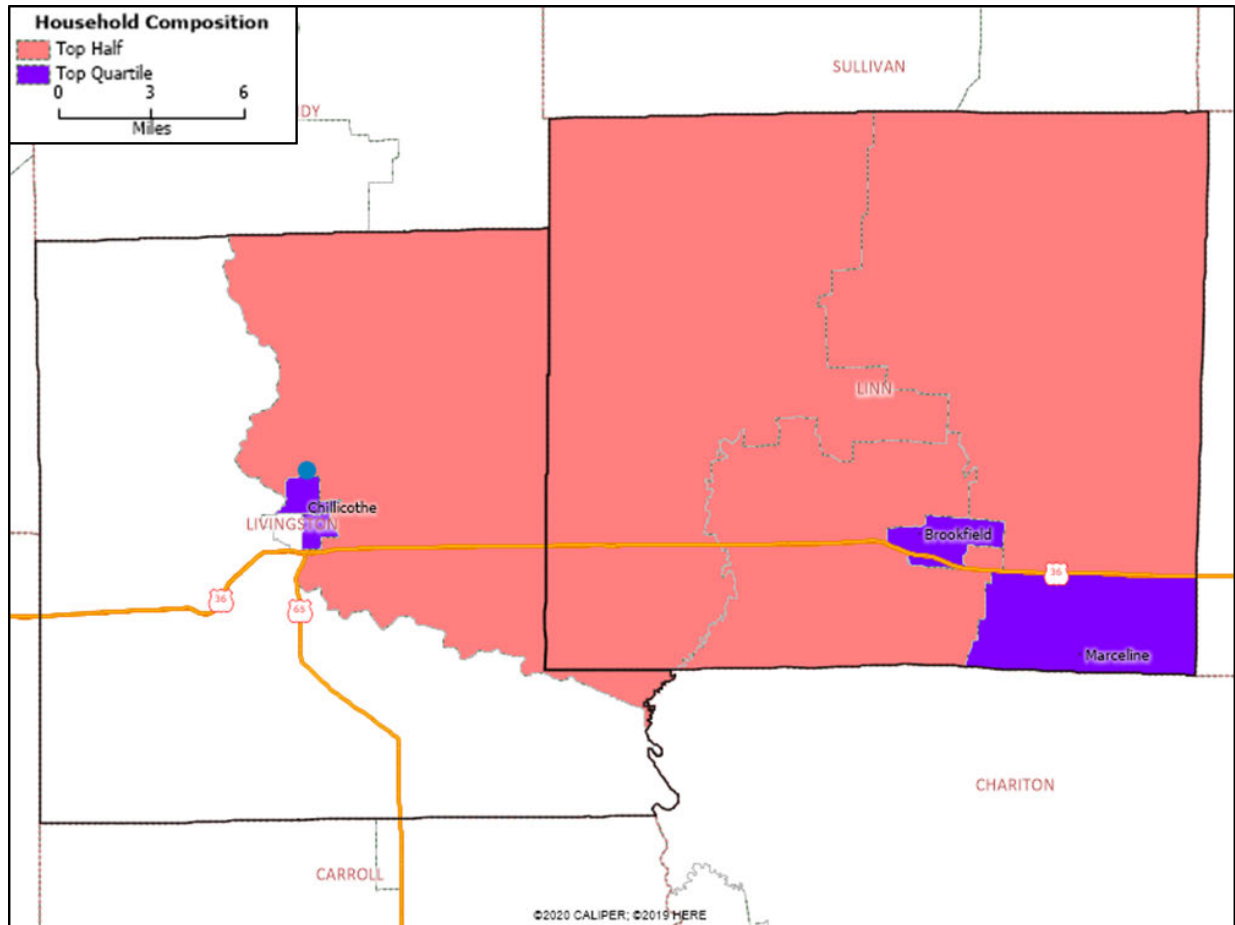 Household Composition
Top Half
Top Quartile
0 3 6
Miles
DY
SULLIVAN
LINN
Chillicothe
LIVINGSTON
Brookfield
36
36
65
Marceline
CHARITON
CARROLL
©2020 CALIPER; ©2019 HERE